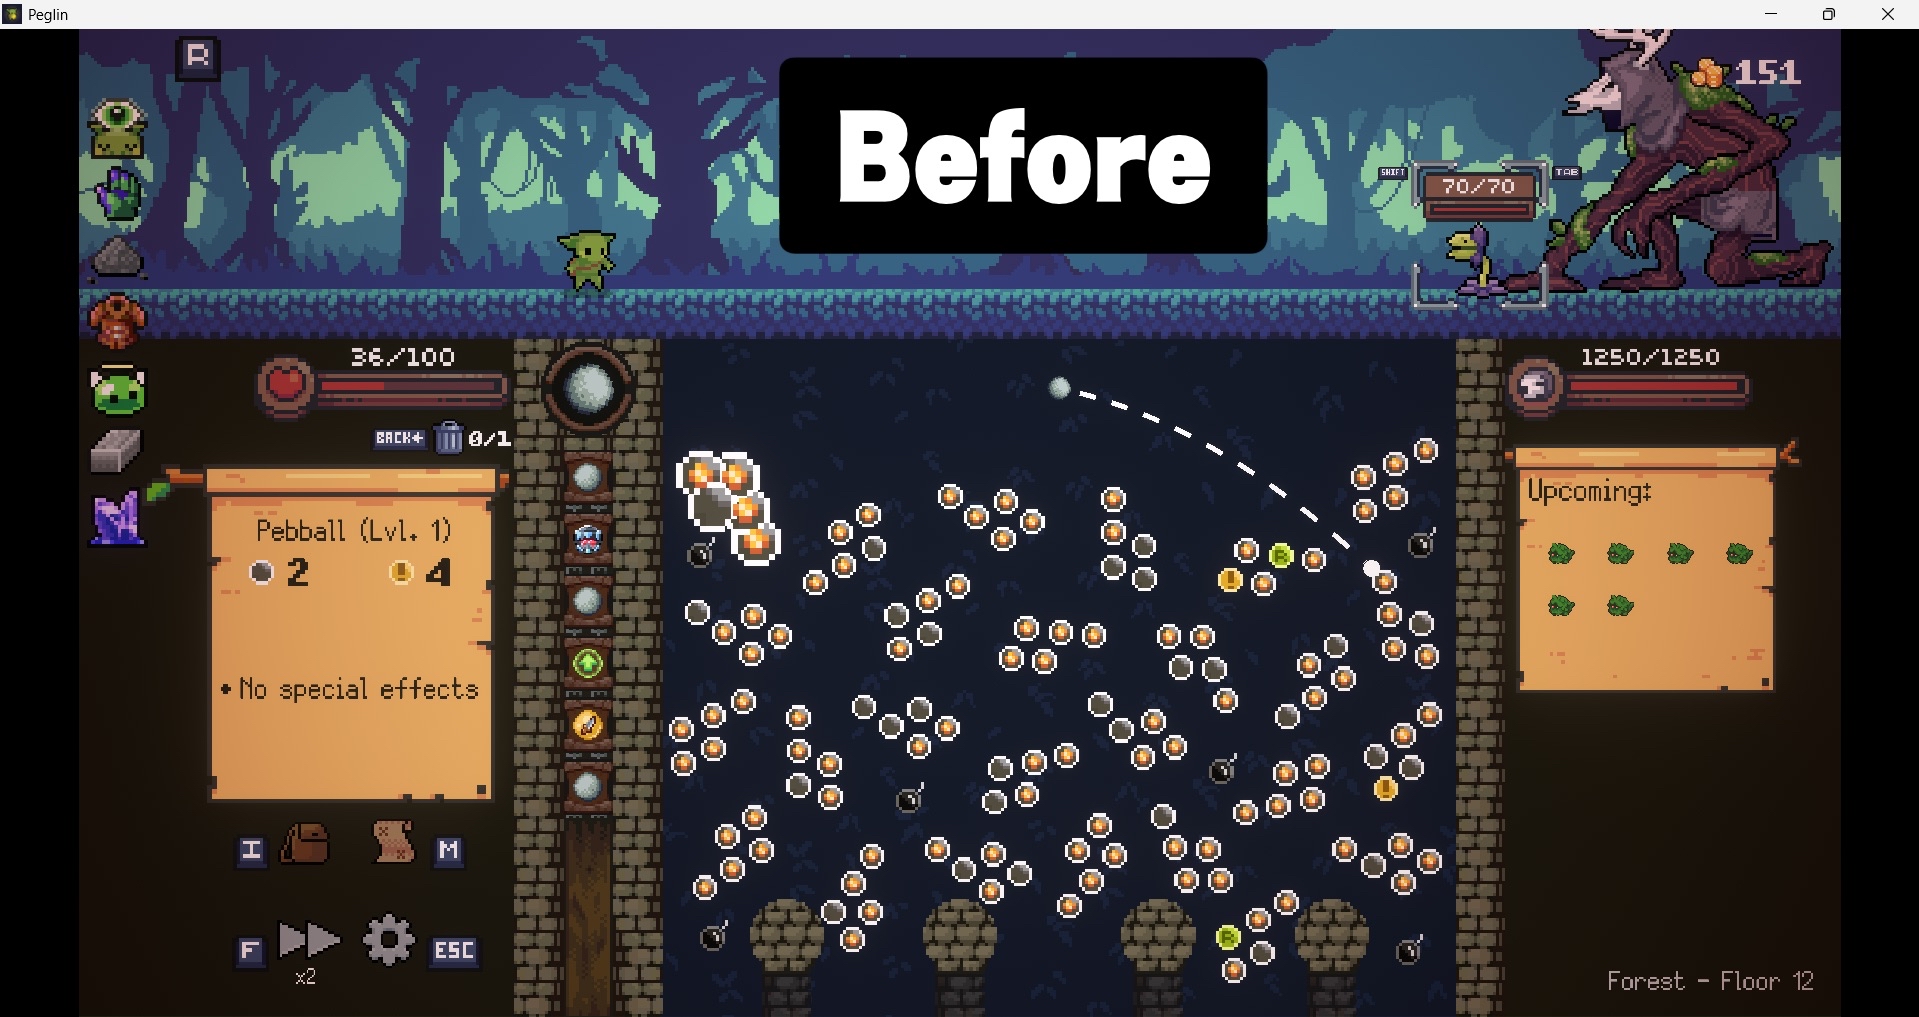 Peglin
R
Before
151
SHIFT
70/70
TAB
36/100
1250/1250
BACK
0/1
Upcoming:
Pebball (Lvl. 1)
2
4
• No special effects
I
M
F
x2
ESC
Forest - Floor 12